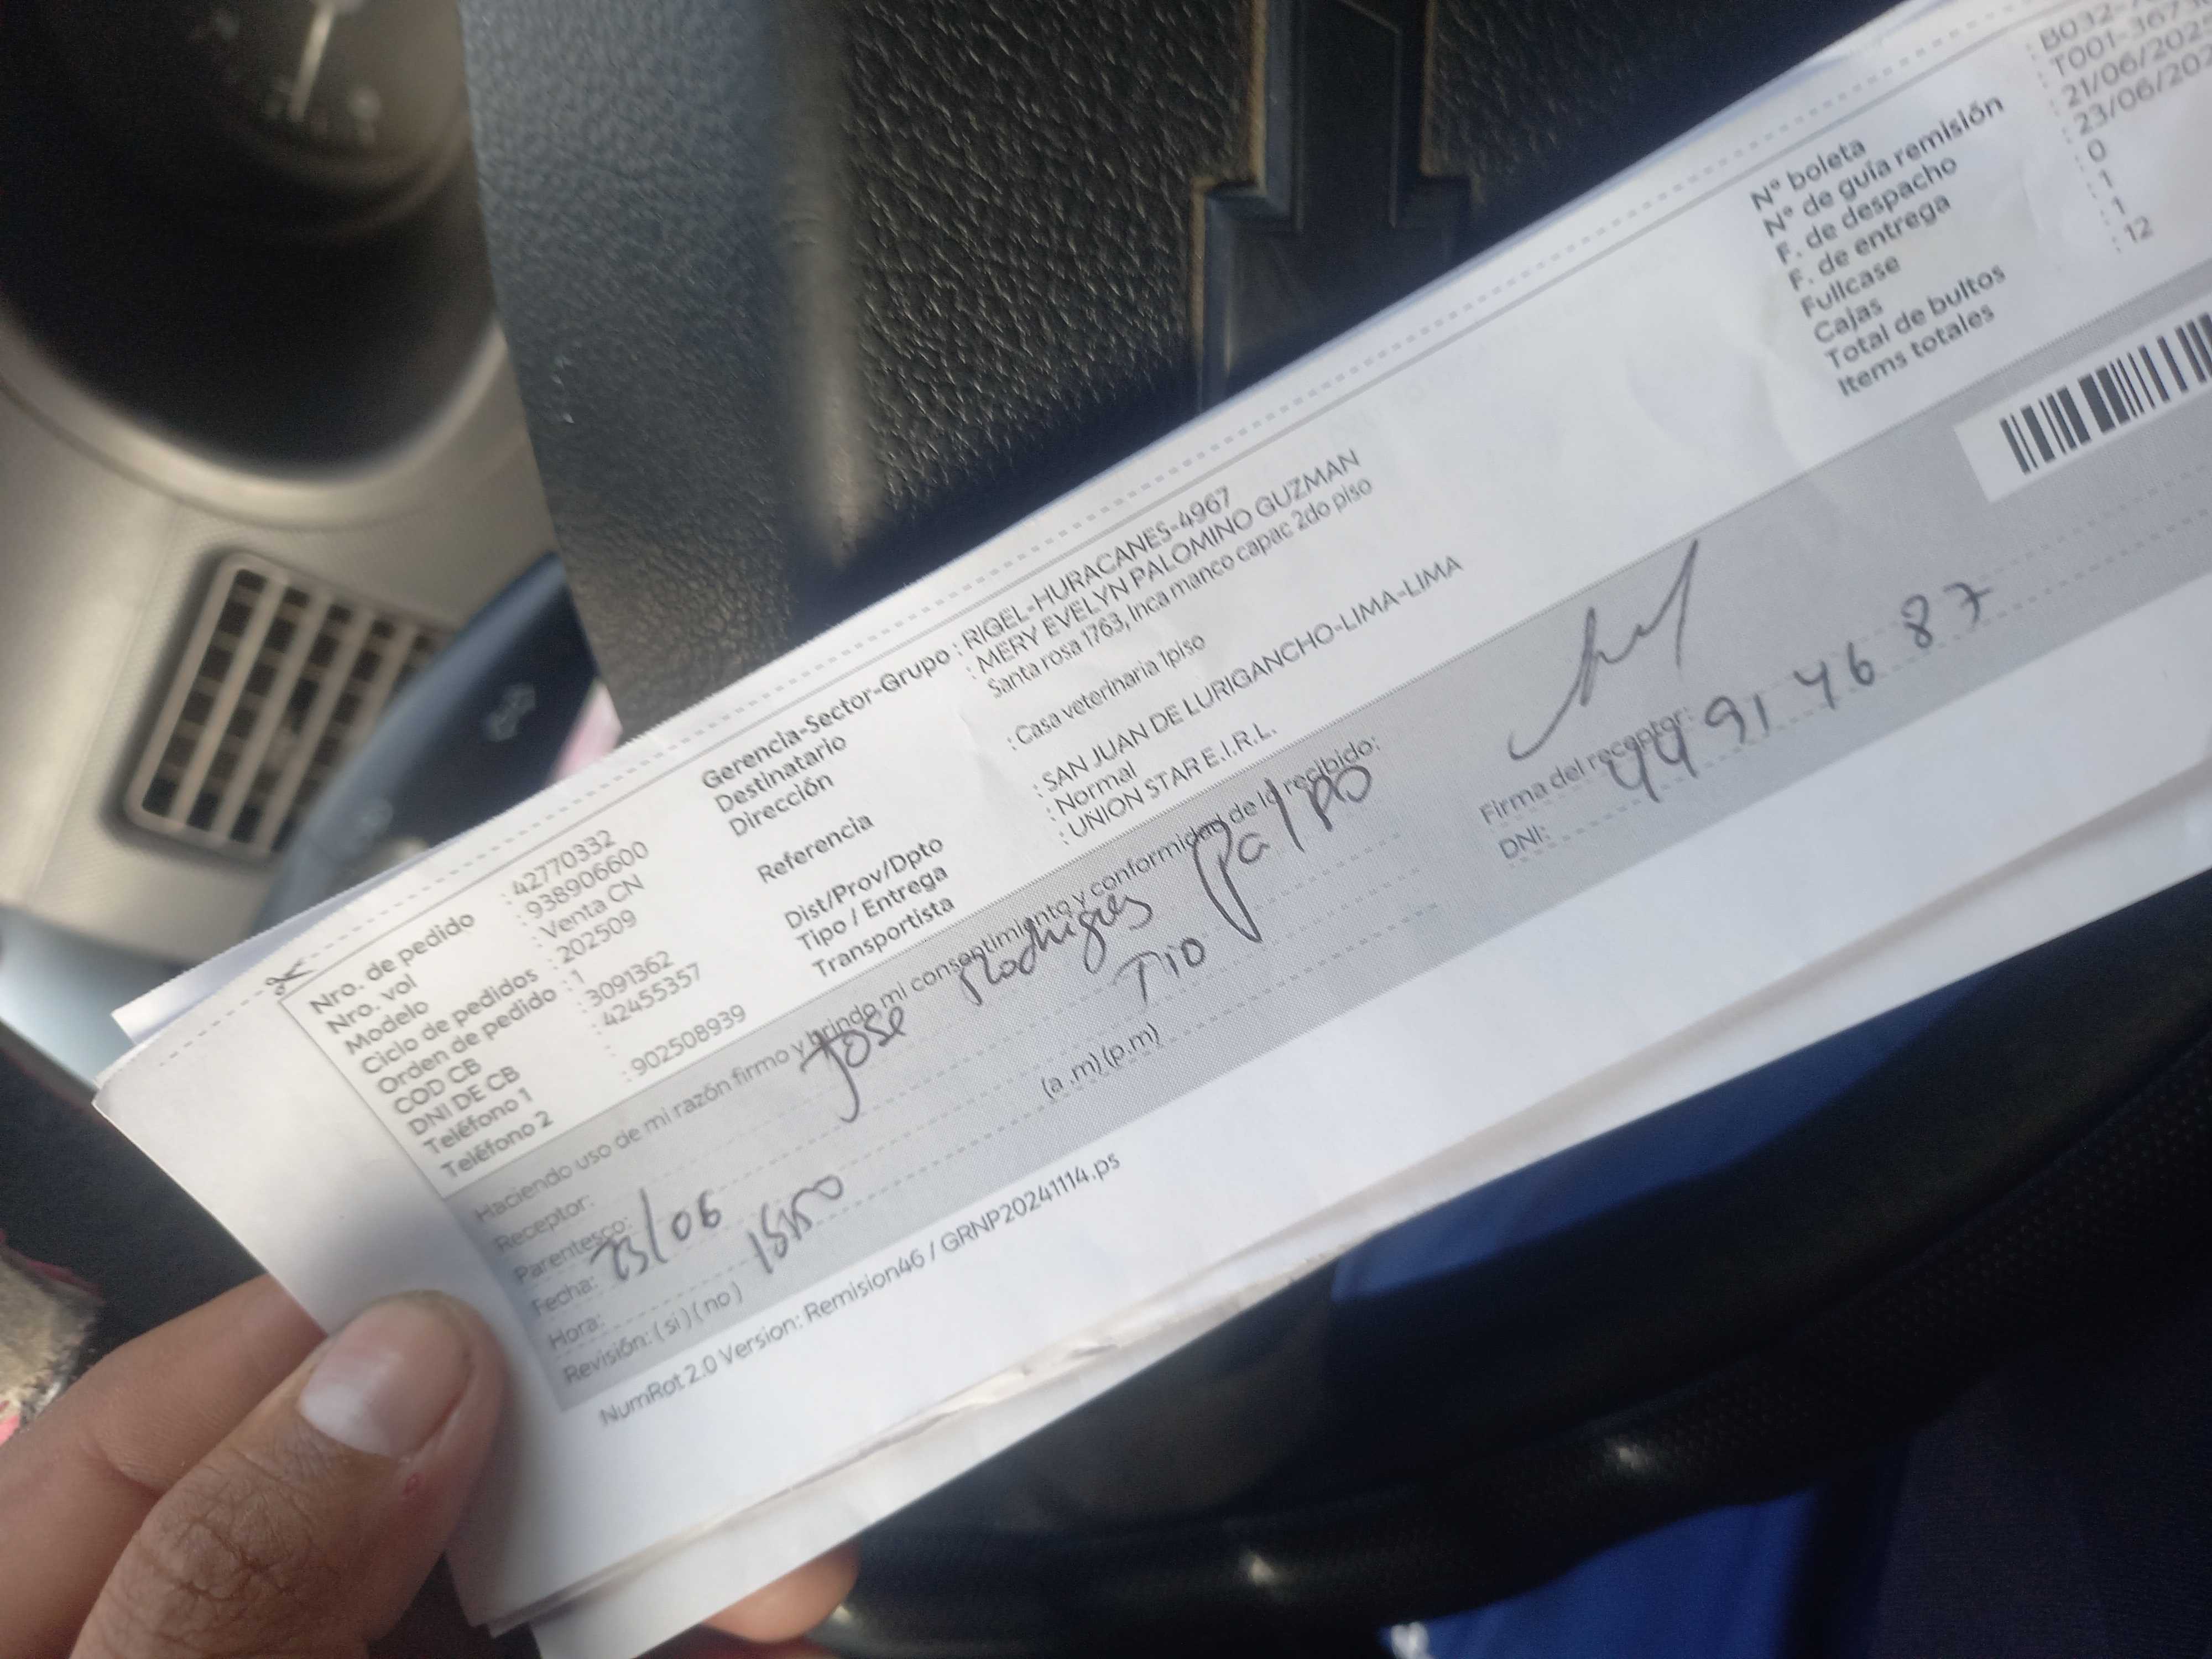 Nro. de pedido : 42770332
Nro. vol : 938906600
Modelo : Venta CN
Ciclo de pedidos : 202509
Orden de pedido : 1
COD CB : 3091362
DNI DE CB : 42455357
Teléfono 1
Teléfono 2 : 902508939
Gerencia-Sector-Grupo : RIGEL-HURACANES-4967
Destinatario : MERY EVELYN PALOMINO GUZMAN
Dirección Santa rosa 1763, Inca manco capac 2do piso
Referencia : Casa veterinaria 1piso
Dist/Prov/Dpto : SAN JUAN DE LURIGANCHO-LIMA-LIMA
Tipo / Entrega : Normal
Transportista : UNION STAR E.I.R.L.
N° boleta : B032-
N° de guía remisión : T001-367
F. de despacho : 21/06/202
F. de entrega : 23/06/202
Fullcase : 0
Cajas : 1
Total de bultos : 1
Items totales : 12
Haciendo uso de mi razón firmo y brindo mi consentimiento y conformidad de lo recibido:
Receptor: Jose Rodrigues
Parentesco: Tio
Fecha: 23/06
Hora: (a.m) (p.m)
Revisión: ( si ) ( no )
Firma del receptor:
DNI: 44914687
NumRot 2.0 Version: Remision46 / GRNP20241114.ps